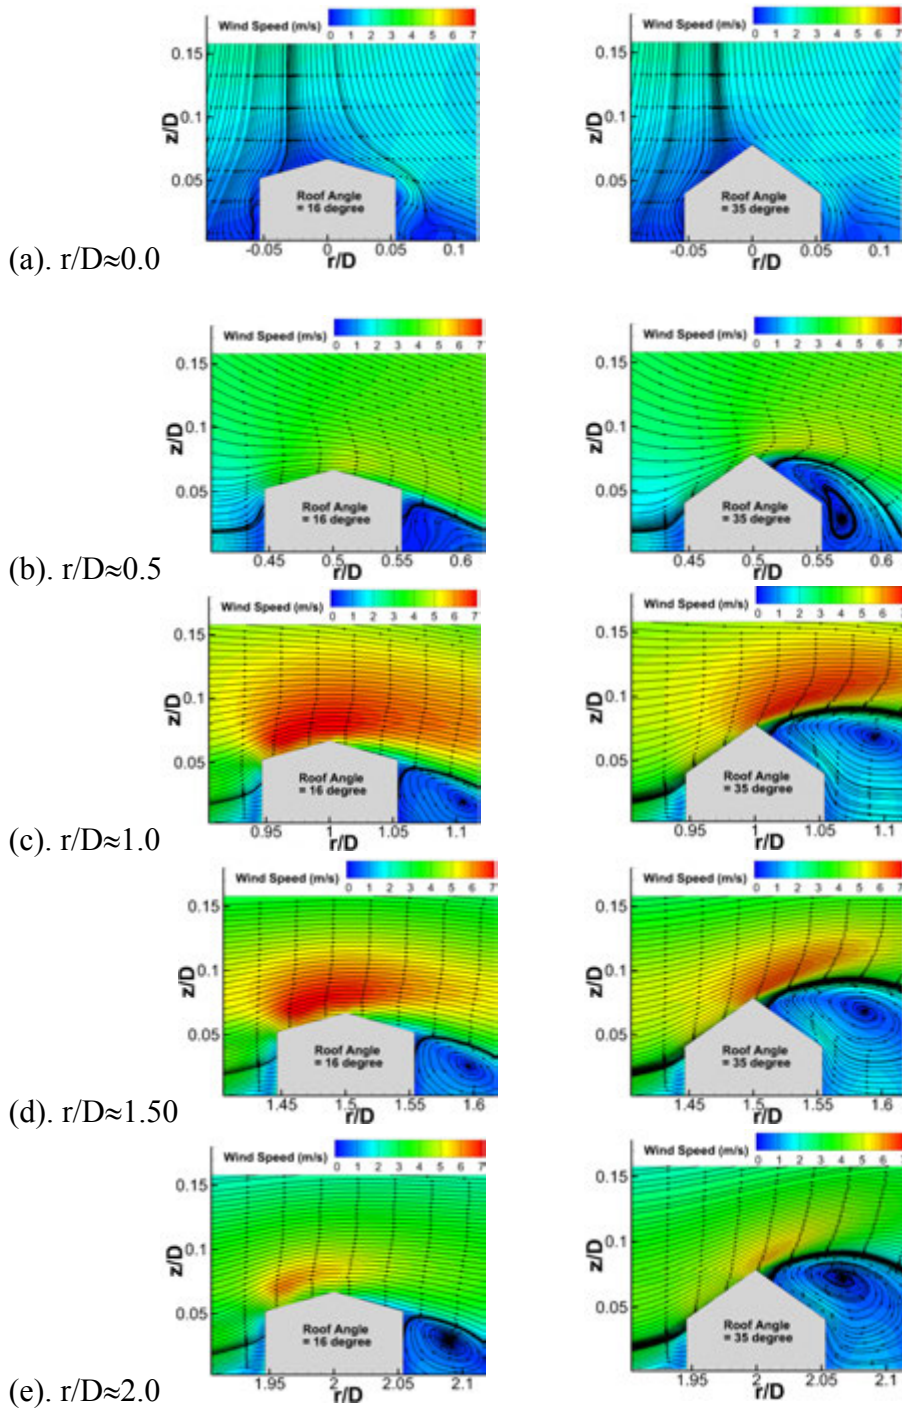 Wind Speed (m/s) 0 1 2 3 4 5 6 7
z/D
0.15
0.1
0.05
Roof Angle
= 16 degree
-0.05 0 0.05 0.1
r/D
Wind Speed (m/s) 0 1 2 3 4 5 6 7
z/D
0.15
0.1
0.05
Roof Angle
= 35 degree
-0.05 0 0.05 0.1
r/D
(a). r/D≈0.0
Wind Speed (m/s) 0 1 2 3 4 5 6 7
z/D
0.15
0.1
0.05
Roof Angle
= 16 degree
0.45 0.5 0.55 0.6
r/D
Wind Speed (m/s) 0 1 2 3 4 5 6 7
z/D
0.15
0.1
0.05
Roof Angle
= 35 degree
0.45 0.5 0.55 0.6
r/D
(b). r/D≈0.5
Wind Speed (m/s) 0 1 2 3 4 5 6 7
z/D
0.15
0.1
0.05
Roof Angle
= 16 degree
0.95 1 1.05 1.1
r/D
Wind Speed (m/s) 0 1 2 3 4 5 6 7
z/D
0.15
0.1
0.05
Roof Angle
= 35 degree
0.95 1 1.05 1.1
r/D
(c). r/D≈1.0
Wind Speed (m/s) 0 1 2 3 4 5 6 7
z/D
0.15
0.1
0.05
Roof Angle
= 16 degree
1.45 1.5 1.55 1.6
r/D
Wind Speed (m/s) 0 1 2 3 4 5 6 7
z/D
0.15
0.1
0.05
Roof Angle
= 35 degree
1.45 1.5 1.55 1.6
r/D
(d). r/D≈1.50
Wind Speed (m/s) 0 1 2 3 4 5 6 7
z/D
0.15
0.1
0.05
Roof Angle
= 16 degree
1.95 2 2.05 2.1
r/D
Wind Speed (m/s) 0 1 2 3 4 5 6 7
z/D
0.15
0.1
0.05
Roof Angle
= 35 degree
1.95 2 2.05 2.1
r/D
(e). r/D≈2.0